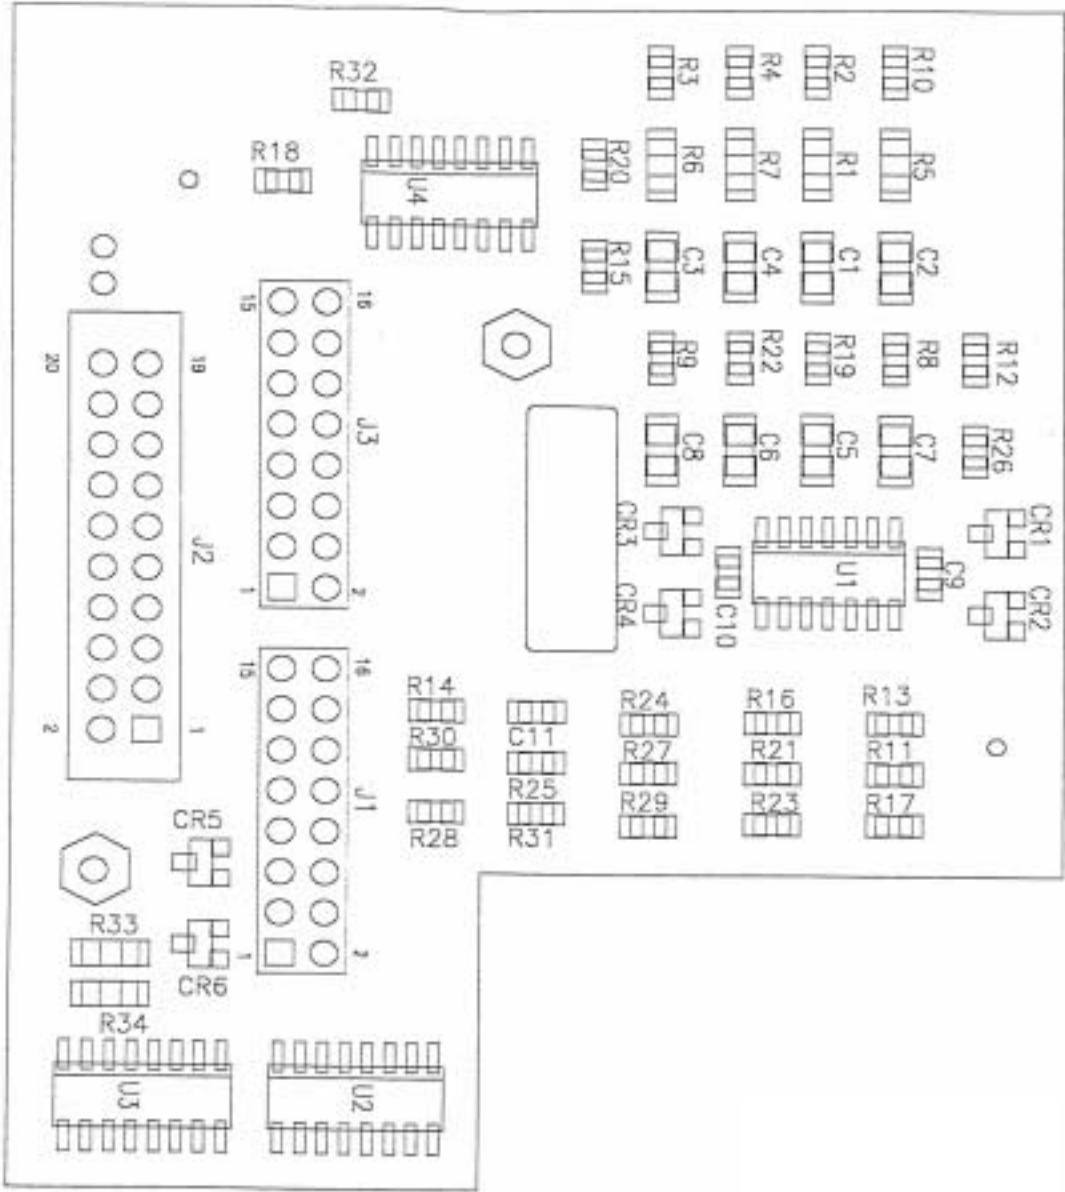 R32
R3
R4
R2
R10
R18
U4
R20
R6
R7
R1
R5
R15
C3
C4
C1
C2
15
16
20
19
J3
R9
R22
R19
R8
R12
C8
C6
C5
C7
R26
J2
CR3
U1
CR1
1
2
CR4
C10
C9
CR2
15
16
R14
R24
R16
R13
2
1
R30
C11
R27
R21
R11
J1
R25
R29
R23
R17
CR5
R28
R31
R33
1
2
CR6
R34
U3
U2